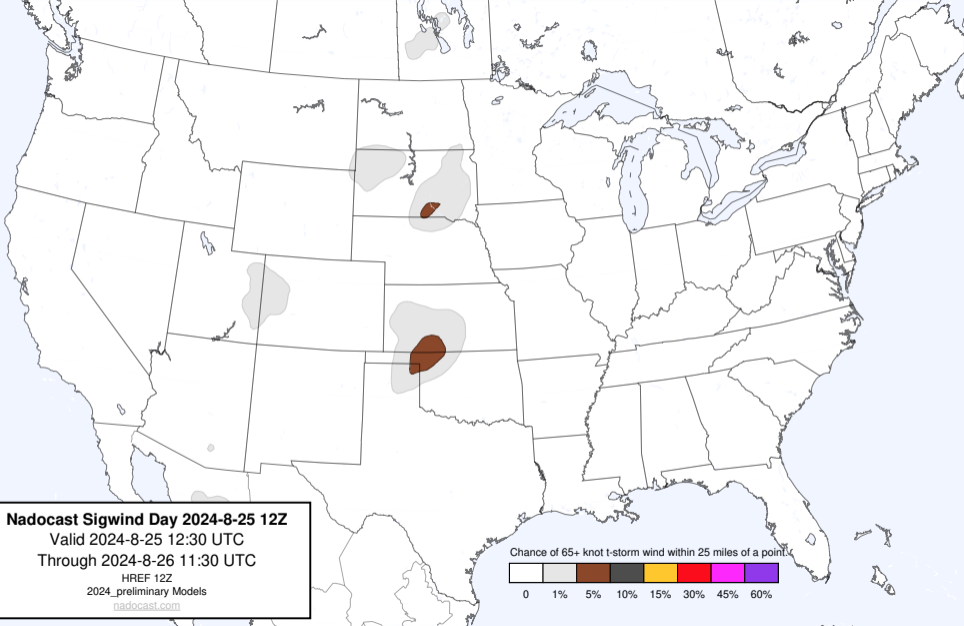 Nadocast Sigwind Day 2024-8-25 12Z
Valid 2024-8-25 12:30 UTC
Through 2024-8-26 11:30 UTC
HREF 12Z
2024_preliminary Models
nadocast.com
Chance of 65+ knot t-storm wind within 25 miles of a point.
0 1% 5% 10% 15% 30% 45% 60%